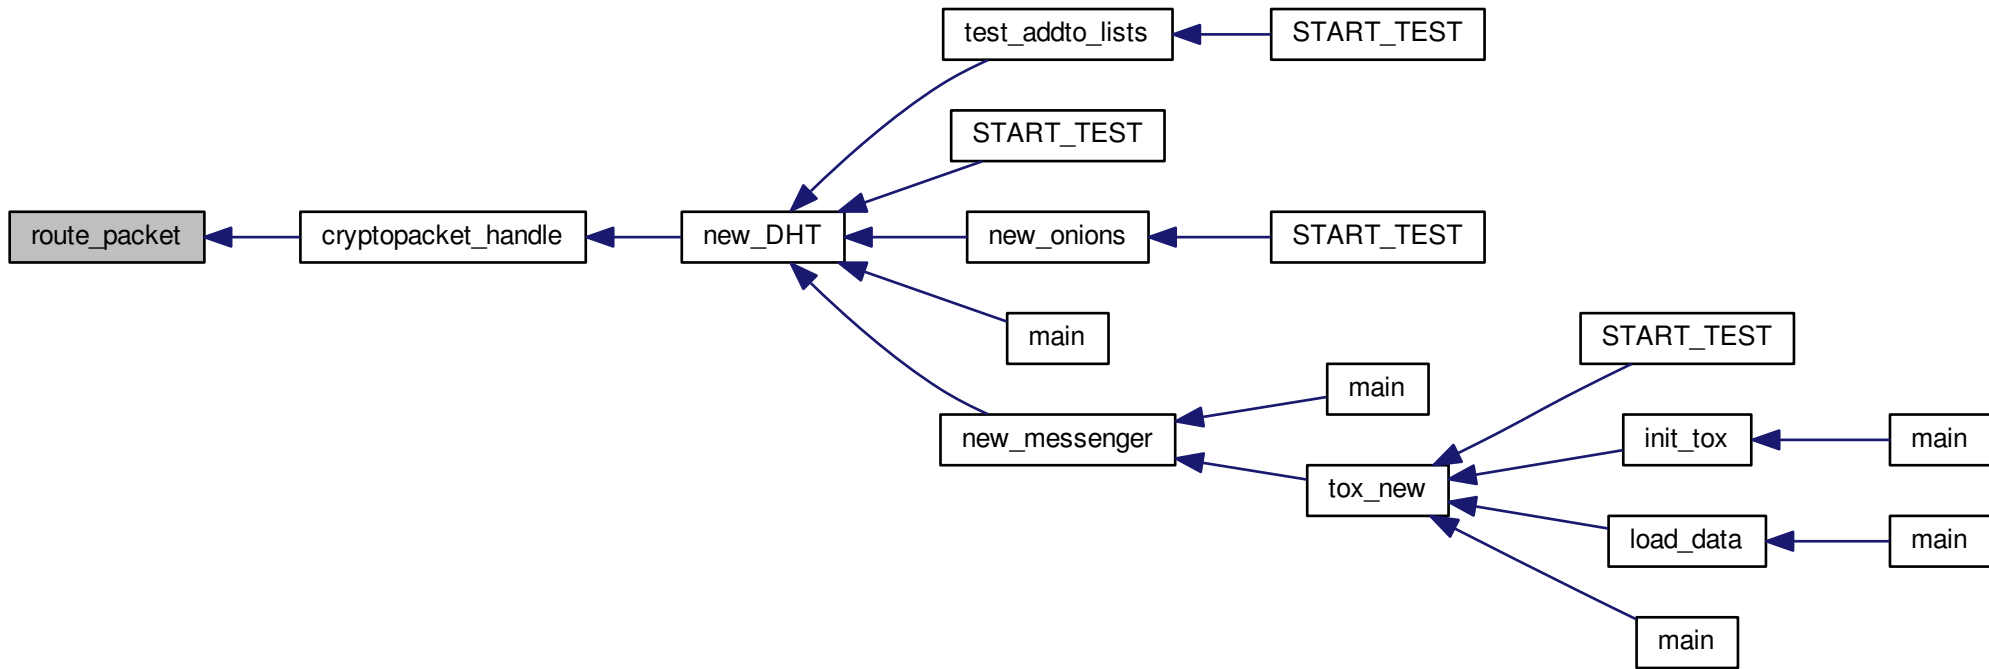 test_addto_lists
START_TEST
START_TEST
route_packet
cryptopacket_handle
new_DHT
new_onions
START_TEST
main
START_TEST
main
new_messenger
init_tox
main
tox_new
load_data
main
main